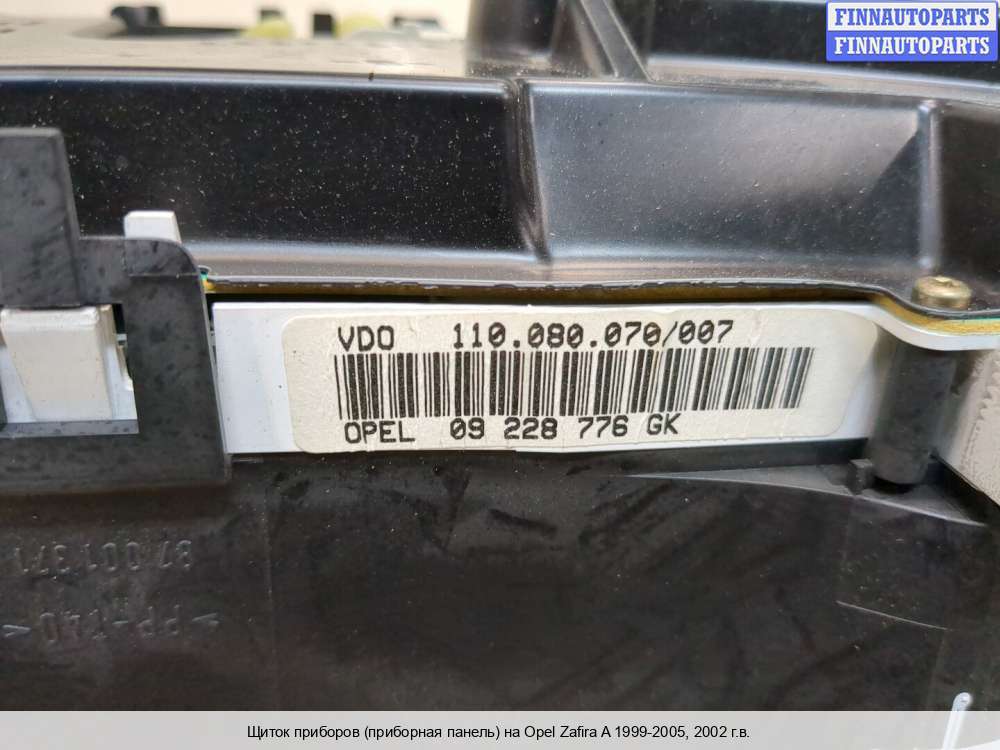 FINNAUTOPARTS
FINNAUTOPARTS
VDO 110.080.070/007
OPEL 09 228 776 GK
Щиток приборов (приборная панель) на Opel Zafira A 1999-2005, 2002 г.в.